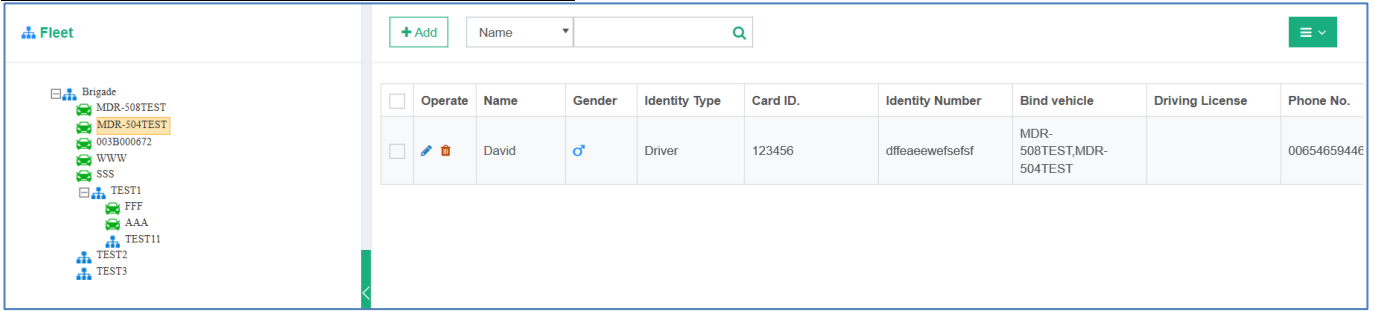 Fleet
Add
Name
Brigade
MDR-508TEST
MDR-504TEST
003B000672
WWW
SSS
TEST1
FFF
AAA
TEST11
TEST2
TEST3
Operate Name Gender Identity Type Card ID. Identity Number Bind vehicle Driving License Phone No.
David Driver 123456 dffeaeewefsefsf MDR-
508TEST,MDR-
504TEST 00654659446